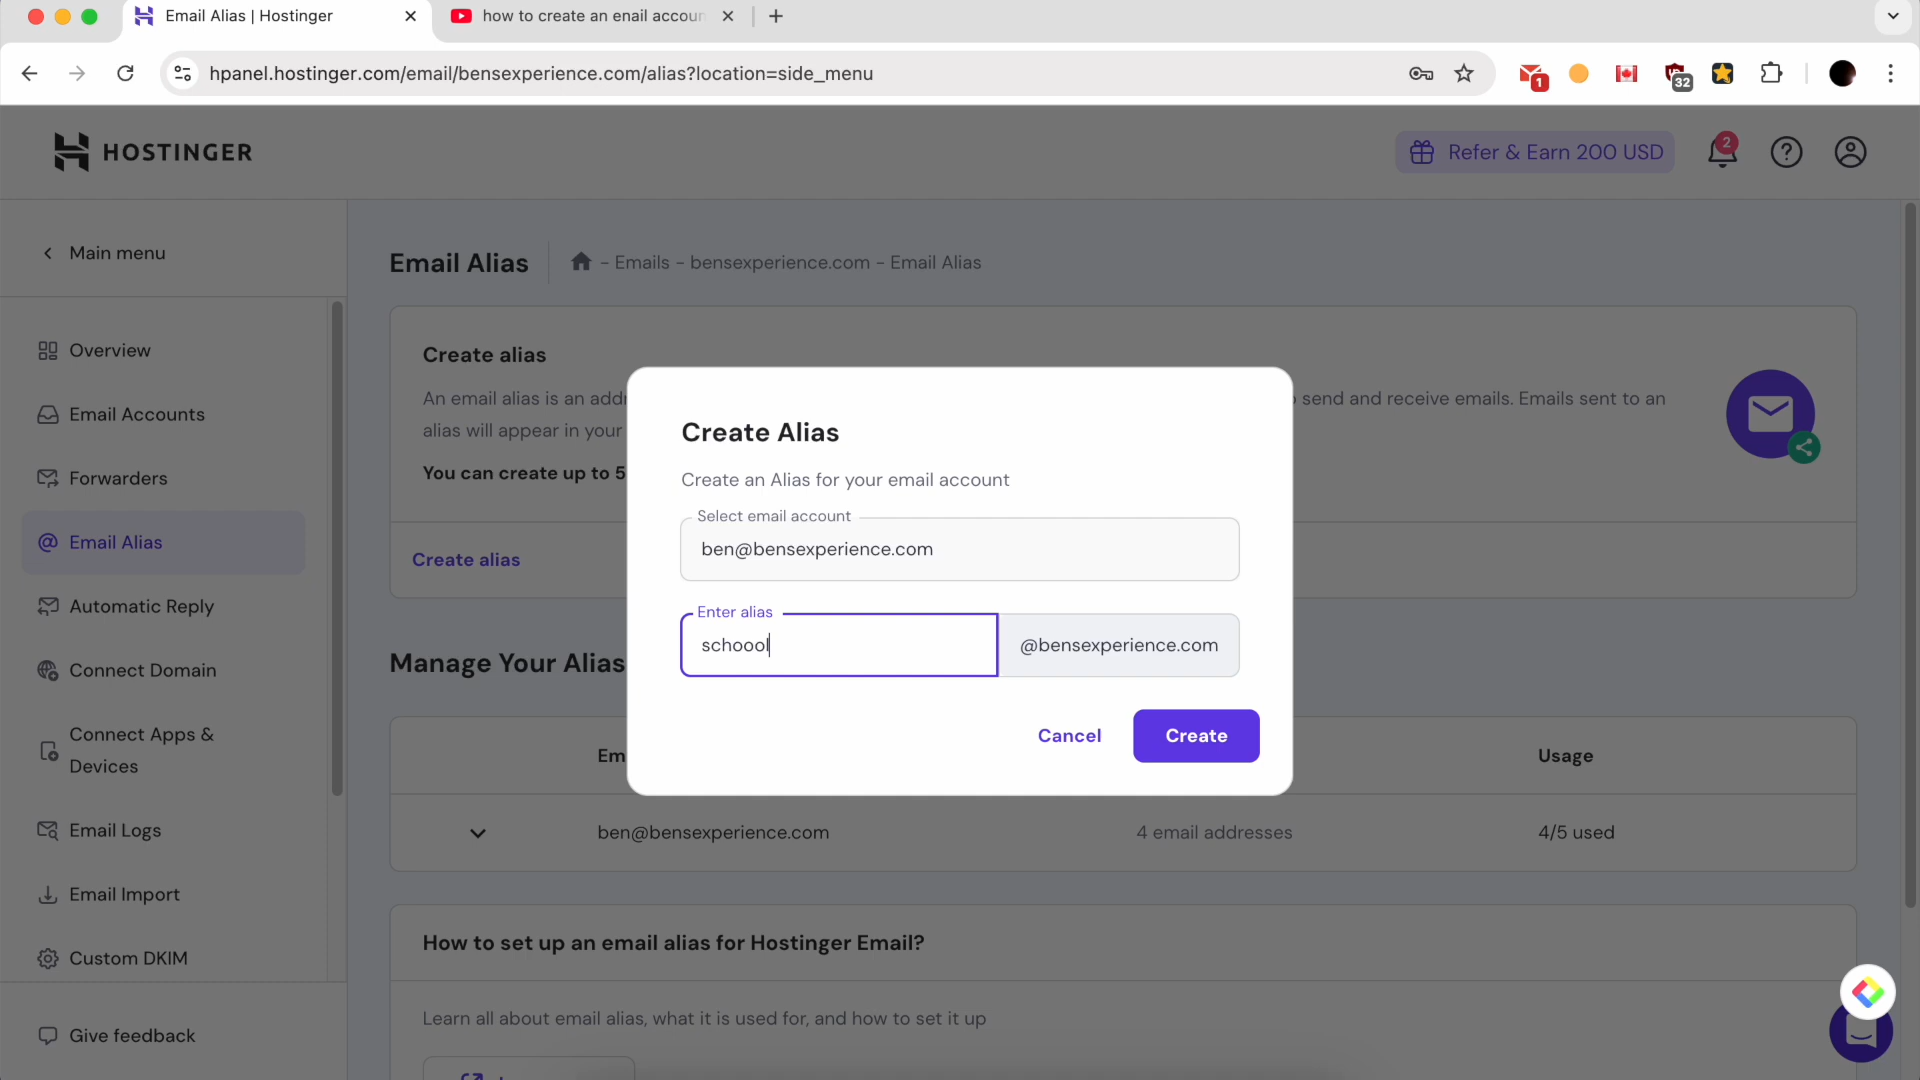 Email Alias | Hostinger
how to create an enail accoun
hpanel.hostinger.com/email/bensexperience.com/alias?location=side_menu
1
32
HOSTINGER
Refer & Earn 200 USD
2
Main menu
Email Alias
- Emails - bensexperience.com - Email Alias
Overview
Email Accounts
Forwarders
Email Alias
Automatic Reply
Connect Domain
Connect Apps &
Devices
Email Logs
Email Import
Custom DKIM
Give feedback
Create alias
An email alias is an addr
send and receive emails. Emails sent to an
alias will appear in your
You can create up to 5
Create alias
Create Alias
Create an Alias for your email account
Select email account
ben@bensexperience.com
Enter alias
schoool
@bensexperience.com
Cancel
Create
Manage Your Alias
Em
Usage
ben@bensexperience.com
4 email addresses
4/5 used
How to set up an email alias for Hostinger Email?
Learn all about email alias, what it is used for, and how to set it up